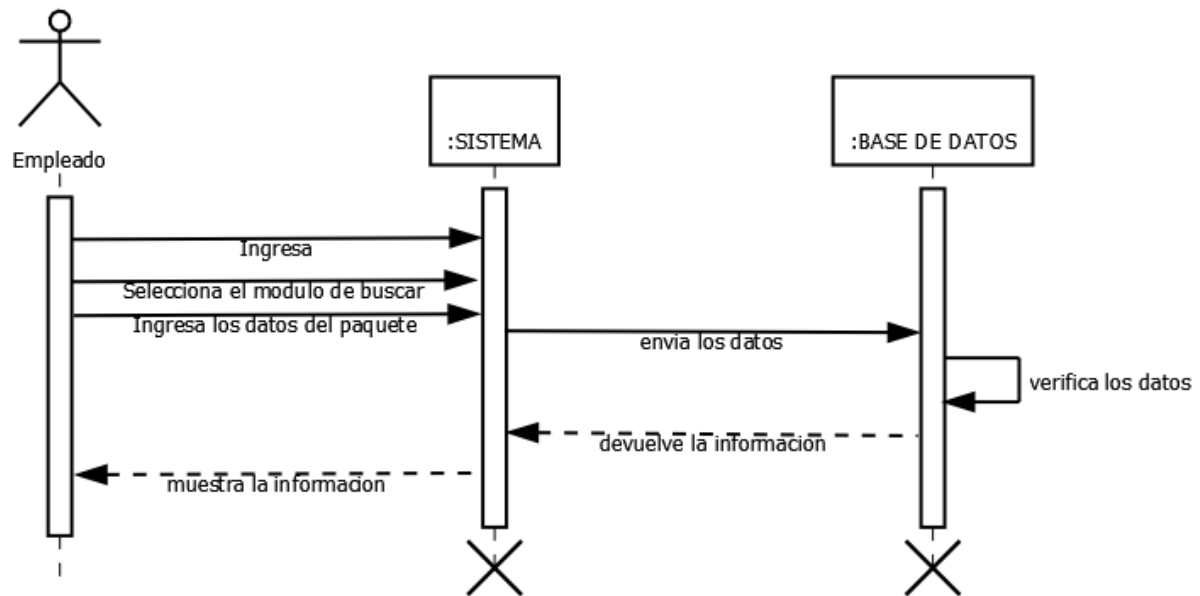 Empleado
:SISTEMA
:BASE DE DATOS
Ingresa
Selecciona el modulo de buscar
Ingresa los datos del paquete
envia los datos
verifica los datos
devuelve la información
muestra la informacion